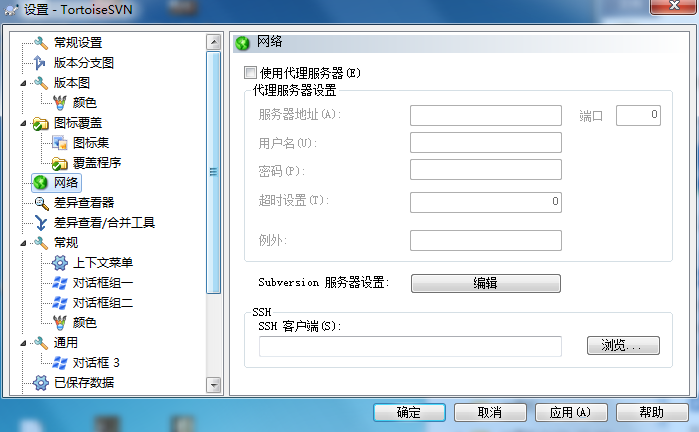 设置 - TortoiseSVN
常规设置
版本分支图
版本图
颜色
图标覆盖
图标集
覆盖程序
网络
差异查看器
差异查看/合并工具
常规
上下文菜单
对话框组一
对话框组二
颜色
通用
对话框 3
已保存数据
网络
使用代理服务器(E)
代理服务器设置
服务器地址(A): 端口 0
用户名(U):
密码(P):
超时设置(T): 0
例外:
Subversion 服务器设置: 编辑
SSH
SSH 客户端(S):
浏览...
确定 取消 应用(A) 帮助